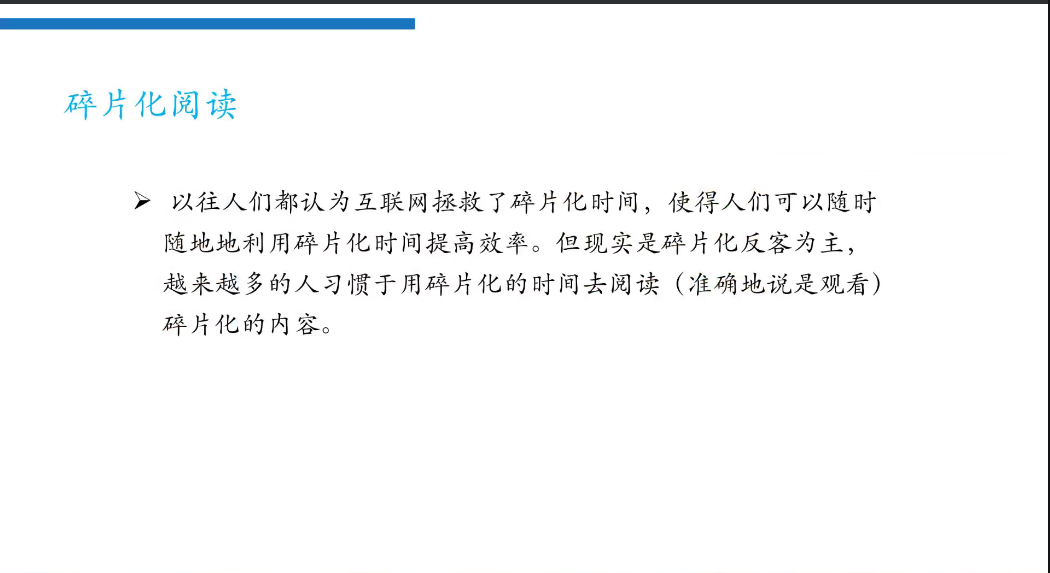 碎片化阅读
➢ 以往人们都认为互联网拯救了碎片化时间，使得人们可以随时
随地地利用碎片化时间提高效率。但现实是碎片化反客为主，
越来越多的人习惯于用碎片化的时间去阅读（准确地说是观看）
碎片化的内容。